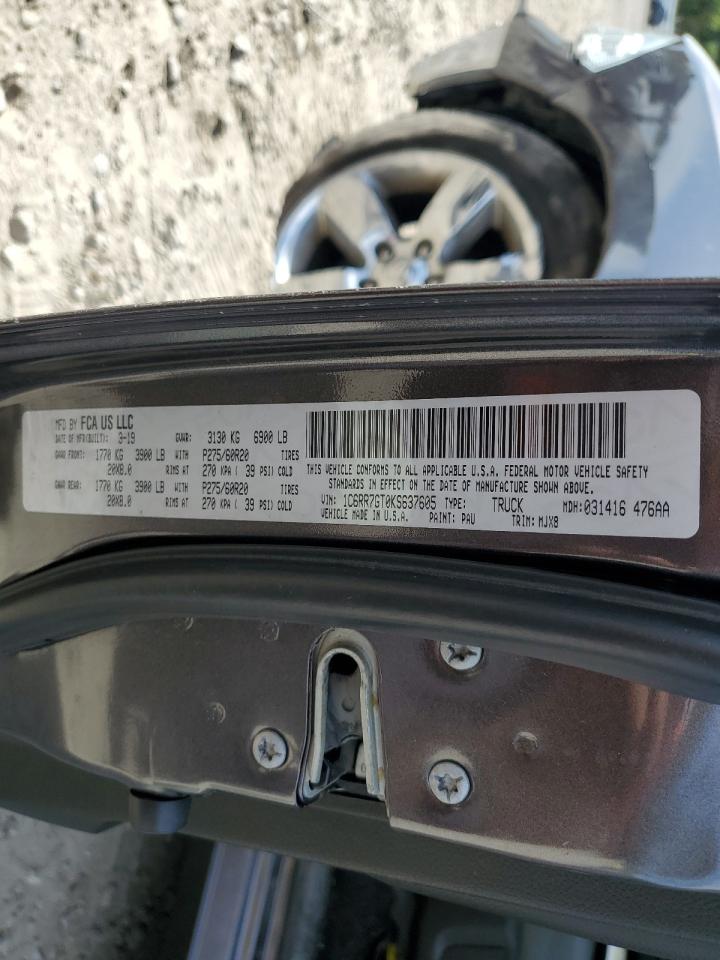 MFD BY FCA US LLC
DATE OF MFR(BUILT): 3-19 GVWR: 3130 KG 6900 LB
GAWR FRONT: 1770 KG 3900 LB WITH P275/60R20 TIRES
20X8.0 RIMS AT 270 KPA ( 39 PSI) COLD
GAWR REAR: 1770 KG 3900 LB WITH P275/60R20 TIRES
20X8.0 RIMS AT 270 KPA ( 39 PSI) COLD
THIS VEHICLE CONFORMS TO ALL APPLICABLE U.S.A. FEDERAL MOTOR VEHICLE SAFETY
STANDARDS IN EFFECT ON THE DATE OF MANUFACTURE SHOWN ABOVE.
VIN: 1C6RR7GT0KS637605 TYPE: TRUCK MDH:031416 476AA
VEHICLE MADE IN U.S.A. PAINT: PAU TRIM: MJX8